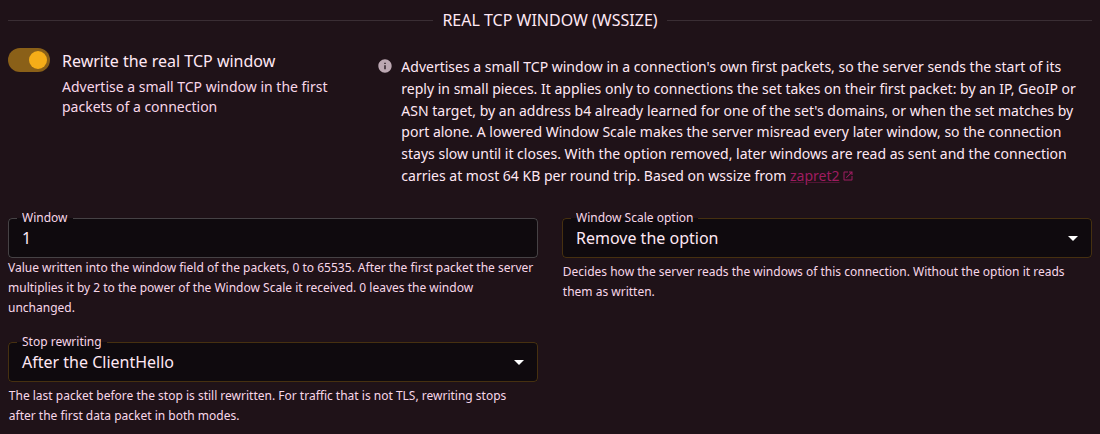 REAL TCP WINDOW (WSSIZE)
Rewrite the real TCP window
Advertise a small TCP window in the first
packets of a connection
Advertises a small TCP window in a connection's own first packets, so the server sends the start of its
reply in small pieces. It applies only to connections the set takes on their first packet: by an IP, GeoIP or
ASN target, by an address b4 already learned for one of the set's domains, or when the set matches by
port alone. A lowered Window Scale makes the server misread every later window, so the connection
stays slow until it closes. With the option removed, later windows are read as sent and the connection
carries at most 64 KB per round trip. Based on wssize from zapret2
Window
1
Value written into the window field of the packets, 0 to 65535. After the first packet the server
multiplies it by 2 to the power of the Window Scale it received. 0 leaves the window
unchanged.
Window Scale option
Remove the option
Decides how the server reads the windows of this connection. Without the option it reads
them as written.
Stop rewriting
After the ClientHello
The last packet before the stop is still rewritten. For traffic that is not TLS, rewriting stops
after the first data packet in both modes.